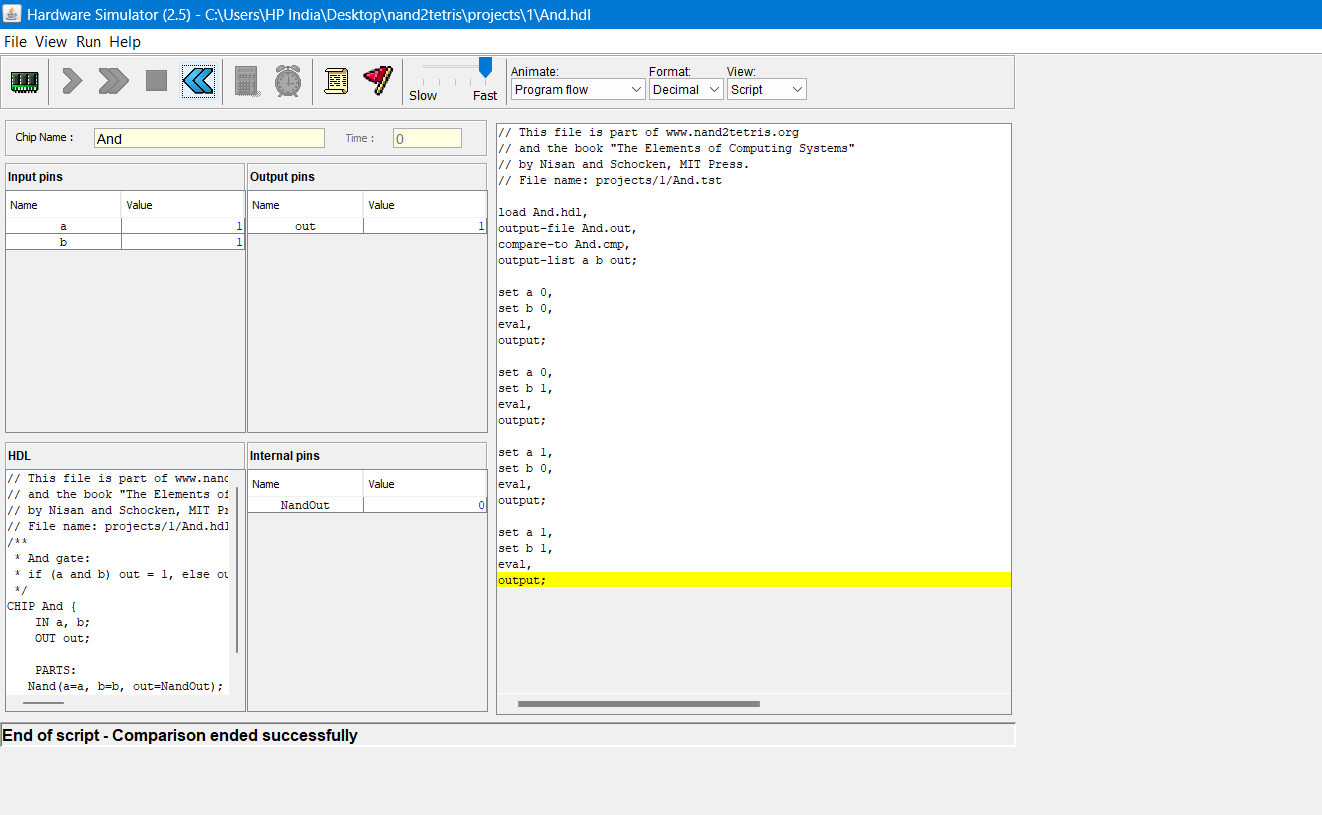 Hardware Simulator (2.5) - C:\Users\HP India\Desktop\nand2tetris\projects\1\And.hdl
File View Run Help
Slow Fast
Animate: Format: View:
Program flow Decimal Script
Chip Name : And Time : 0
Input pins
Name Value
a 1
b 1
Output pins
Name Value
out 1
HDL
// This file is part of www.nand
// and the book "The Elements of
// by Nisan and Schocken, MIT Pr
// File name: projects/1/And.hdl
/**
* And gate:
* if (a and b) out = 1, else ou
*/
CHIP And {
IN a, b;
OUT out;
PARTS:
Nand(a=a, b=b, out=NandOut);
Internal pins
Name Value
NandOut 0
// This file is part of www.nand2tetris.org
// and the book "The Elements of Computing Systems"
// by Nisan and Schocken, MIT Press.
// File name: projects/1/And.tst
load And.hdl,
output-file And.out,
compare-to And.cmp,
output-list a b out;
set a 0,
set b 0,
eval,
output;
set a 0,
set b 1,
eval,
output;
set a 1,
set b 0,
eval,
output;
set a 1,
set b 1,
eval,
output;
End of script - Comparison ended successfully